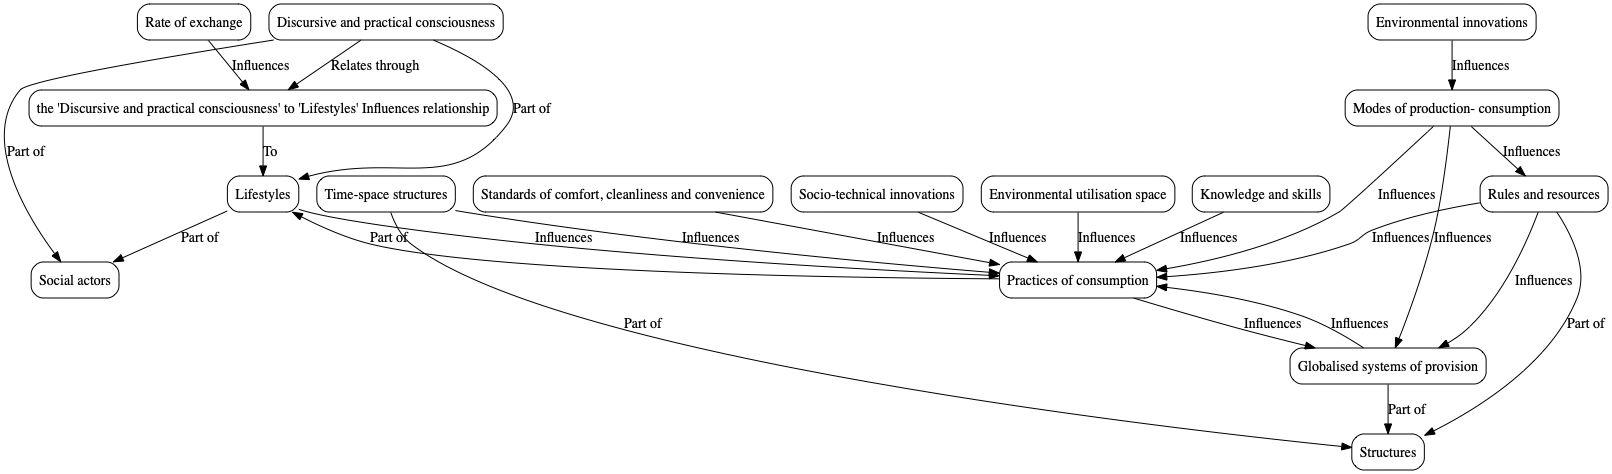 Rate of exchange
Discursive and practical consciousness
Environmental innovations
Influences
Relates through
Influences
the 'Discursive and practical consciousness' to 'Lifestyles' Influences relationship
Part of
Modes of production- consumption
Part of
To
Influences
Lifestyles
Time-space structures
Standards of comfort, cleanliness and convenience
Socio-technical innovations
Environmental utilisation space
Knowledge and skills
Influences
Rules and resources
Part of
Part of
Influences
Influences
Influences
Influences
Influences
Influences
Influences
Influences
Social actors
Practices of consumption
Influences
Part of
Influences
Influences
Part of
Globalised systems of provision
Part of
Structures